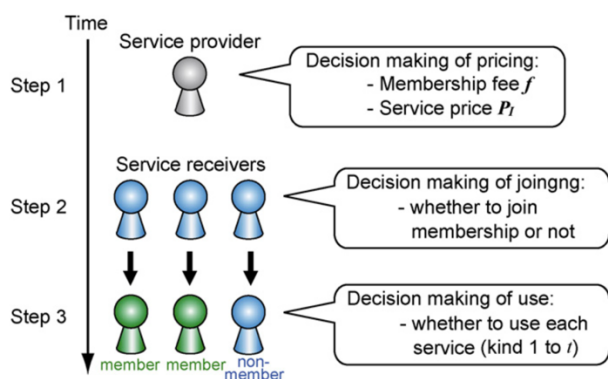 Time
Service provider
Step 1
Decision making of pricing:
- Membership fee f
- Service price P_I
Service receivers
Step 2
Decision making of joingng:
- whether to join
membership or not
Step 3
Decision making of use:
- whether to use each
service (kind 1 to t)
member
member
non-
member